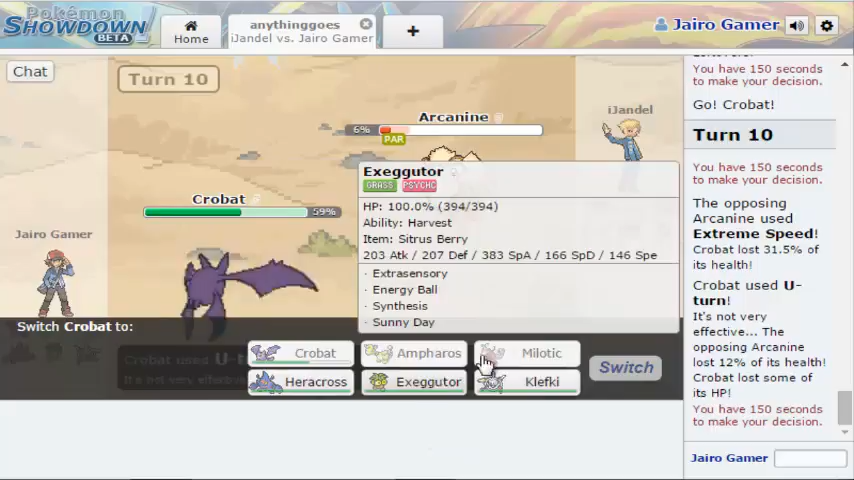 Pokémon
SHOWDOWN
BETA
Home
anythinggoes
iJandel vs. Jairo Gamer
+
Jairo Gamer
Chat
Turn 10
You have 150 seconds
to make your decision.
Go! Crobat!
Turn 10
You have 150 seconds
to make your decision.
The opposing
Arcanine used
Extreme Speed!
Crobat lost 31.5% of
its health!
Crobat used U-
turn!
It's not very
effective... The
opposing Arcanine
lost 12% of its health!
Crobat lost some of
its HP!
You have 150 seconds
to make your decision.
Jairo Gamer
Arcanine
6%
PAR
iJandel
Crobat
59%
Jairo Gamer
Exeggutor
GRASS PSYCHC
HP: 100.0% (394/394)
Ability: Harvest
Item: Sitrus Berry
203 Atk / 207 Def / 383 SpA / 166 SpD / 146 Spe
· Extrasensory
· Energy Ball
· Synthesis
· Sunny Day
Switch Crobat to:
Crobat used U-turn!
Crobat
Ampharos
Milotic
Heracross
Exeggutor
Klefki
Switch